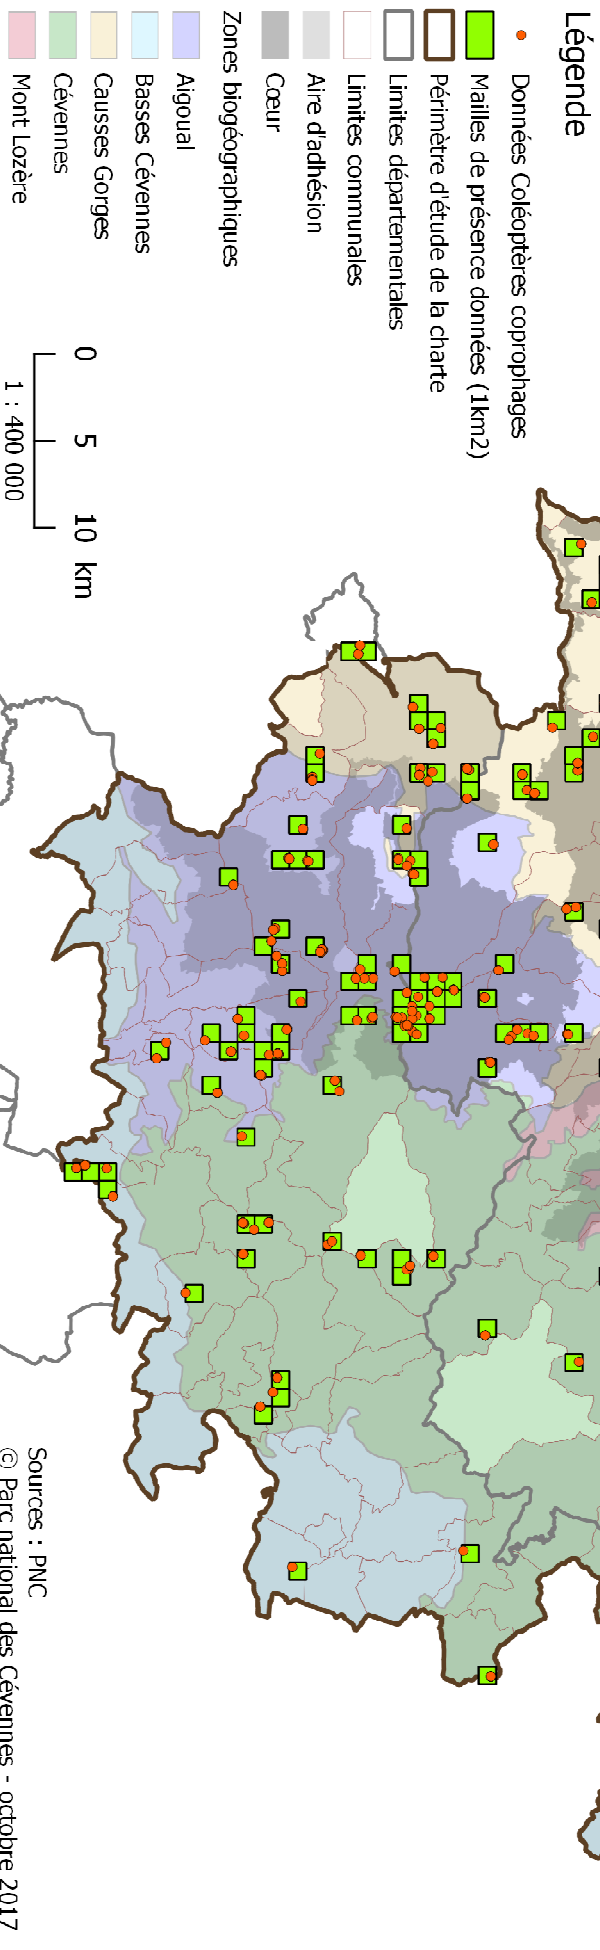 Légende
Données Coléoptères coprophages
Mailles de présence données (1km2)
Périmètre d'étude de la charte
Limites départementales
Limites communales
Aire d'adhésion
Cœur
Zones biogéographiques
Aigoual
Basses Cévennes
Causses Gorges
Cévennes
Mont Lozère
0 5 10 km
1 : 400 000
Sources : PNC
© Parc national des Cévennes - octobre 2017